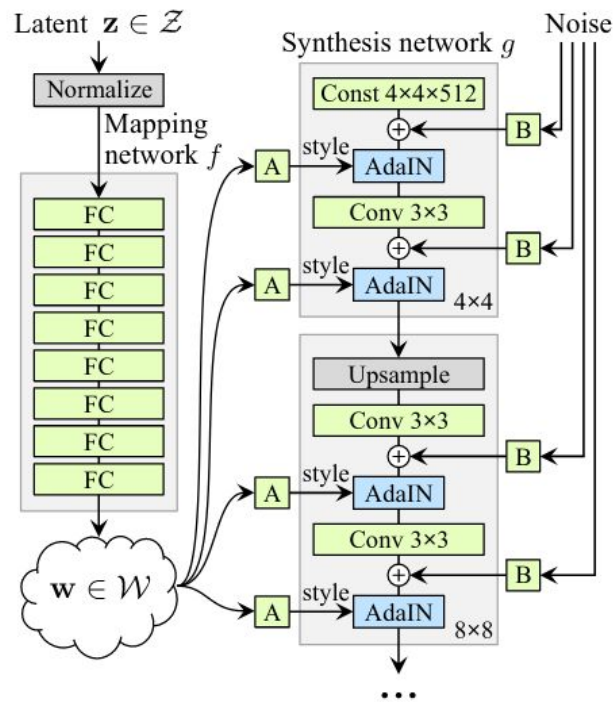 Latent z ∈ Z
Normalize
Mapping
network f
FC
FC
FC
FC
FC
FC
FC
FC
w ∈ W
Synthesis network g
Noise
Const 4×4×512
B
A
style
AdaIN
Conv 3×3
B
A
style
AdaIN
4×4
Upsample
Conv 3×3
B
A
style
AdaIN
Conv 3×3
B
A
style
AdaIN
8×8
...